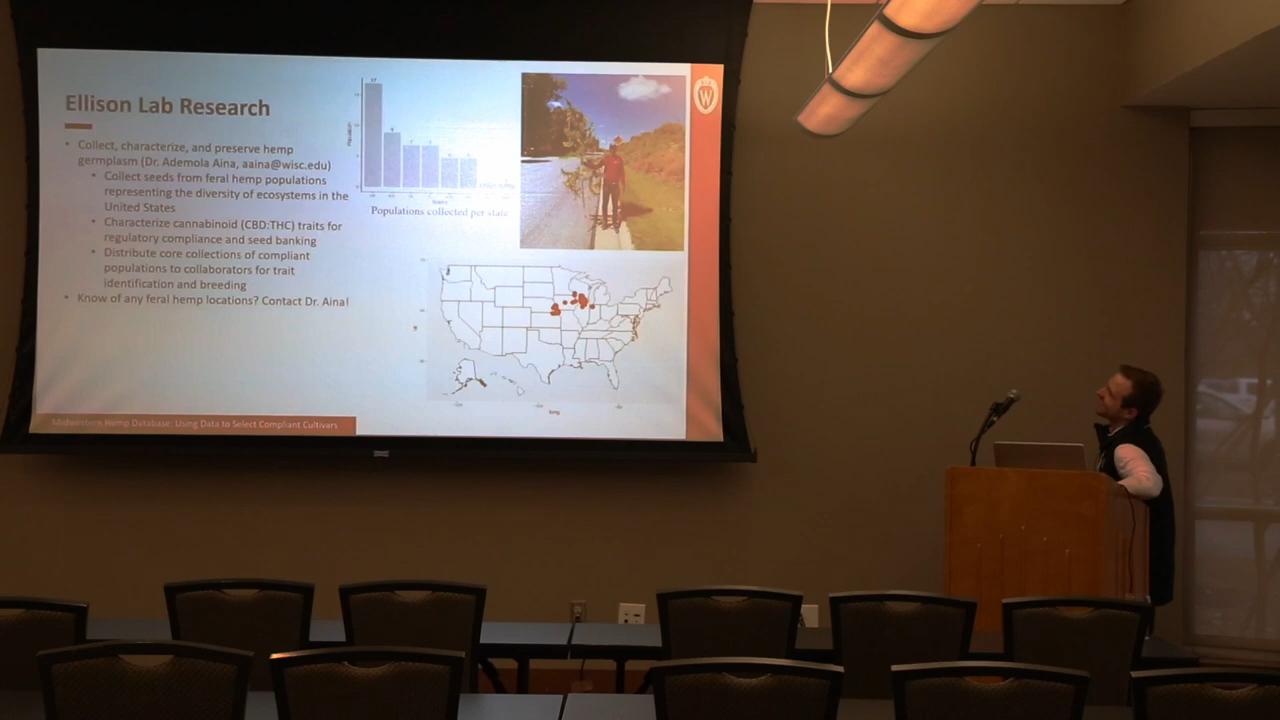 Ellison Lab Research
• Collect, characterize, and preserve hemp
germplasm (Dr. Ademola Aina, aaina@wisc.edu)
• Collect seeds from feral hemp populations
representing the diversity of ecosystems in the
United States
• Characterize cannabinoid (CBD:THC) traits for
regulatory compliance and seed banking
• Distribute core collections of compliant
populations to collaborators for trait
identification and breeding
• Know of any feral hemp locations? Contact Dr. Aina!
Populations collected per state
W
long
Midwestern Hemp Database: Using Data to Select Compliant Cultivars